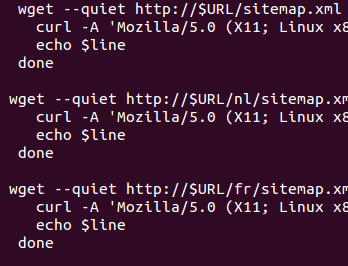 wget --quiet http://$URL/sitemap.xml
curl -A 'Mozilla/5.0 (X11; Linux x8
echo $line
done
wget --quiet http://$URL/nl/sitemap.xm
curl -A 'Mozilla/5.0 (X11; Linux x8
echo $line
done
wget --quiet http://$URL/fr/sitemap.xm
curl -A 'Mozilla/5.0 (X11; Linux x8
echo $line
done